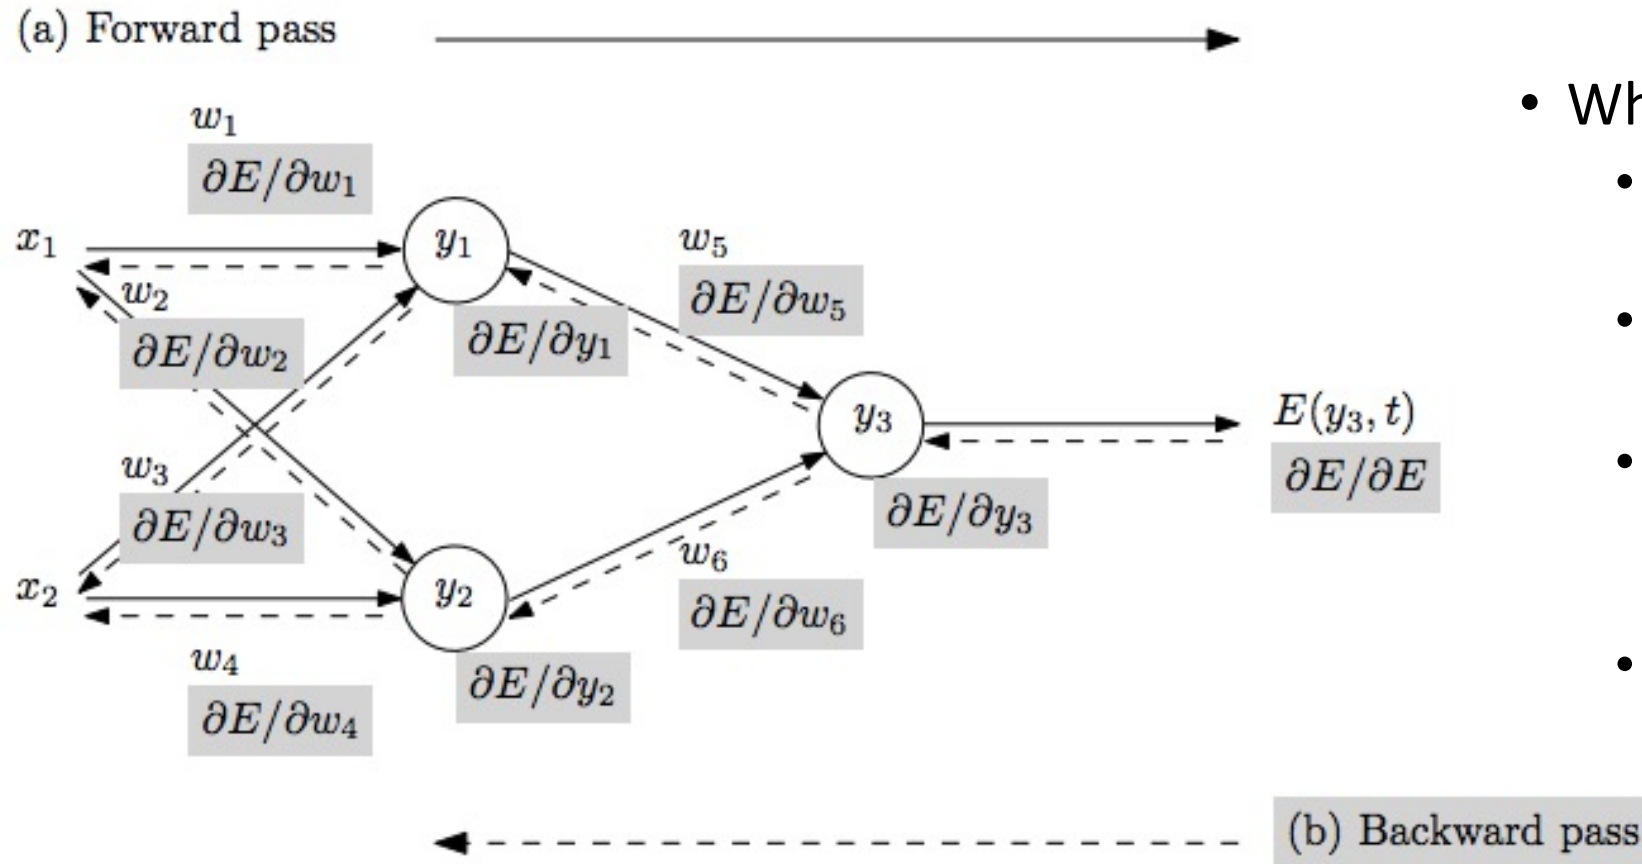 (a) Forward pass
w₁
∂E/∂w₁
x₁
y₁
w₅
∂E/∂w₅
w₂
∂E/∂w₂
∂E/∂y₁
y₃
E(y₃, t)
∂E/∂E
∂E/∂y₃
w₃
∂E/∂w₃
x₂
y₂
w₆
∂E/∂w₆
w₄
∂E/∂w₄
∂E/∂y₂
(b) Backward pass